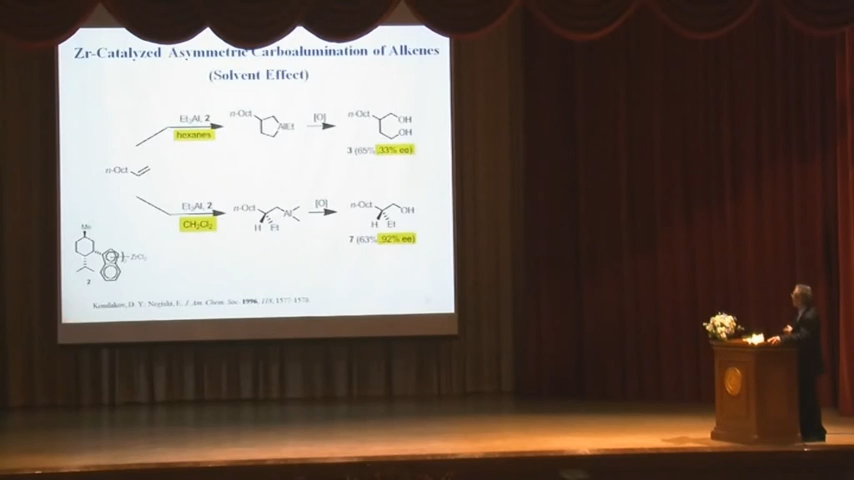 Zr-Catalyzed Asymmetric Carboalumination of Alkenes
(Solvent Effect)
n-Oct
Et3Al, 2
hexanes
n-Oct
AlEt
[O]
n-Oct
OH
OH
3 (65%, 33% ee)
Et3Al, 2
CH2Cl2
n-Oct
Al
H Et
[O]
n-Oct
OH
H Et
7 (63%, 92% ee)
Me
ZrCl2
2
Kondakov, D. Y.; Negishi, E. J. Am. Chem. Soc. 1996, 118, 1577-1578.